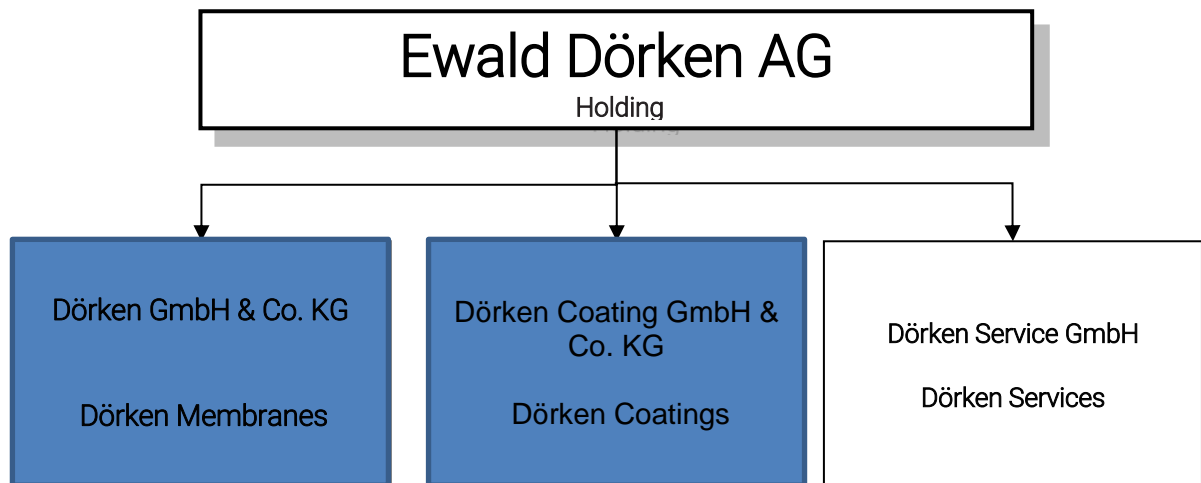 Ewald Dörken AG
Holding
Dörken GmbH & Co. KG
Dörken Membranes
Dörken Coating GmbH &
Co. KG
Dörken Coatings
Dörken Service GmbH
Dörken Services